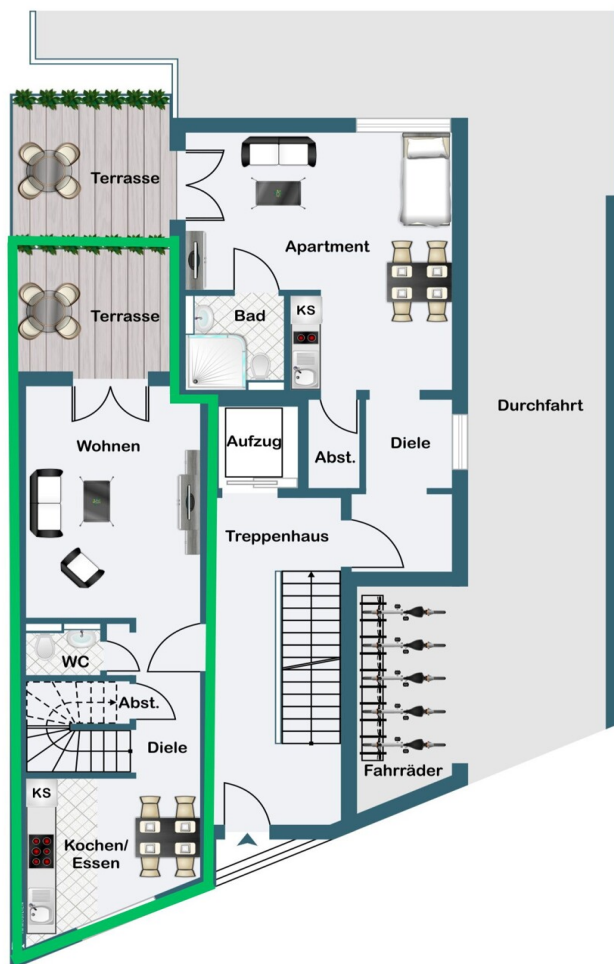 Terrasse
Apartment
Terrasse
Bad
KS
Durchfahrt
Wohnen
Aufzug
Abst.
Diele
Treppenhaus
WC
Abst.
Diele
Fahrräder
KS
Kochen/
Essen